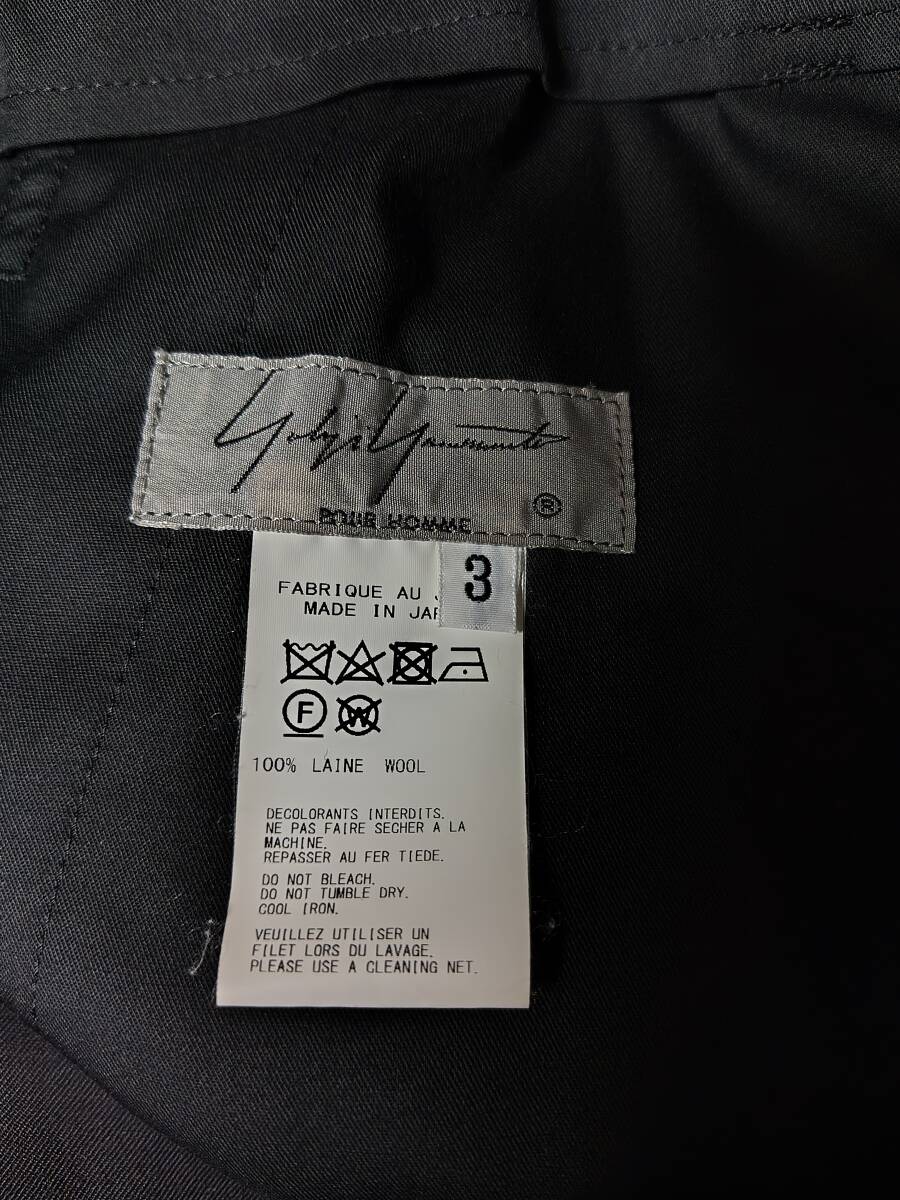 Yohji Yamamoto
POUR HOMME
®
3
FABRIQUE AU J
MADE IN JAP
F
W
100% LAINE WOOL
DECOLORANTS INTERDITS.
NE PAS FAIRE SECHER A LA
MACHINE.
REPASSER AU FER TIEDE.
DO NOT BLEACH.
DO NOT TUMBLE DRY.
COOL IRON.
VEUILLEZ UTILISER UN
FILET LORS DU LAVAGE.
PLEASE USE A CLEANING NET.